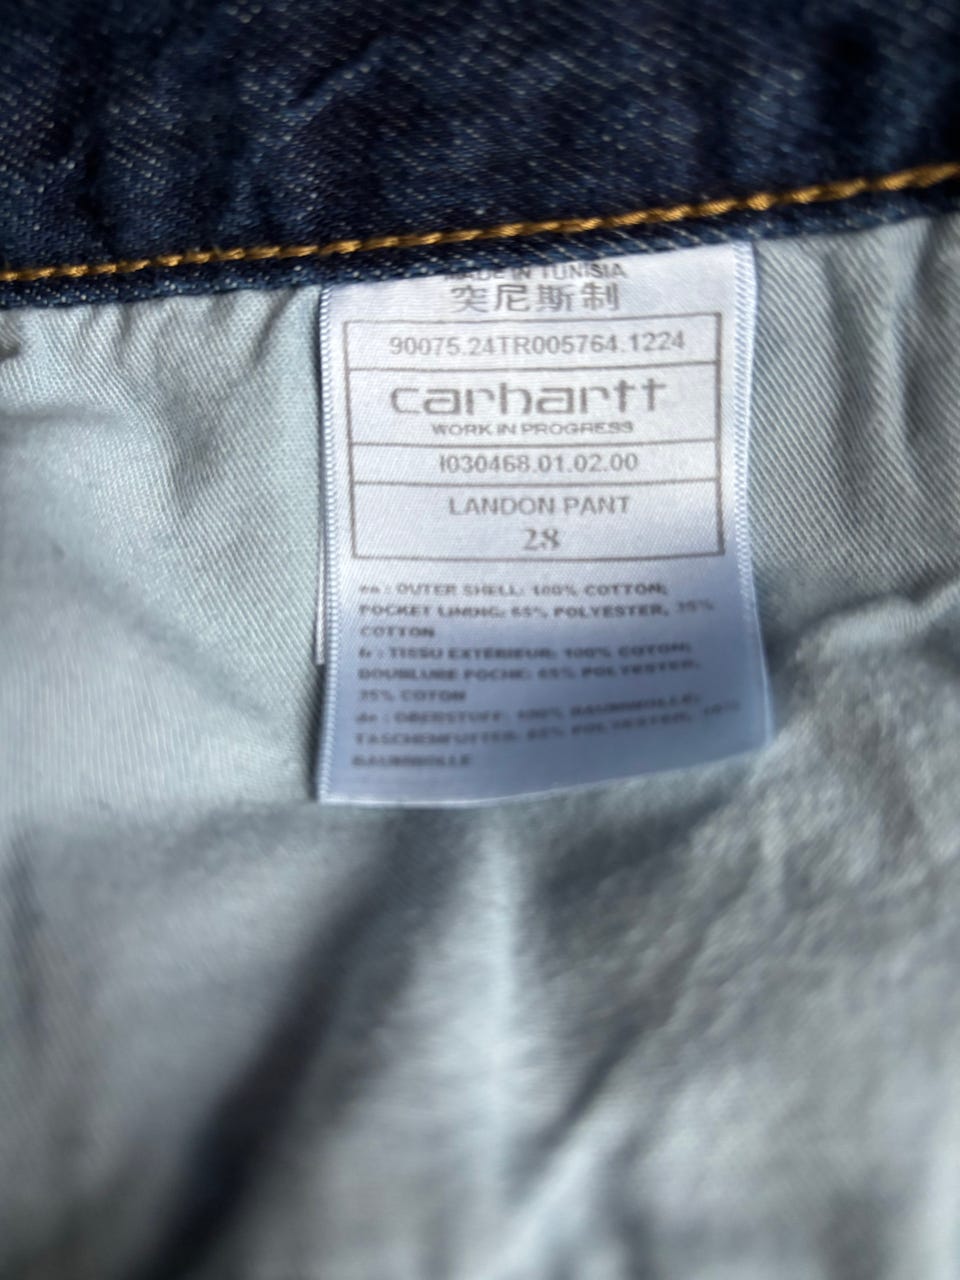 MADE IN TUNISIA
突尼斯制
90075.24TR005764.1224
carhartt
WORK IN PROGRESS
I030468.01.02.00
LANDON PANT
28
en : OUTER SHELL: 100% COTTON;
POCKET LINING: 65% POLYESTER, 35%
COTTON
fr : TISSU EXTÉRIEUR: 100% COTON;
DOUBLURE POCHE: 65% POLYESTER,
35% COTON
de : OBERSTOFF: 100% BAUMWOLLE;
TASCHENFUTTER: 65% POLYESTER, 35%
BAUMWOLLE